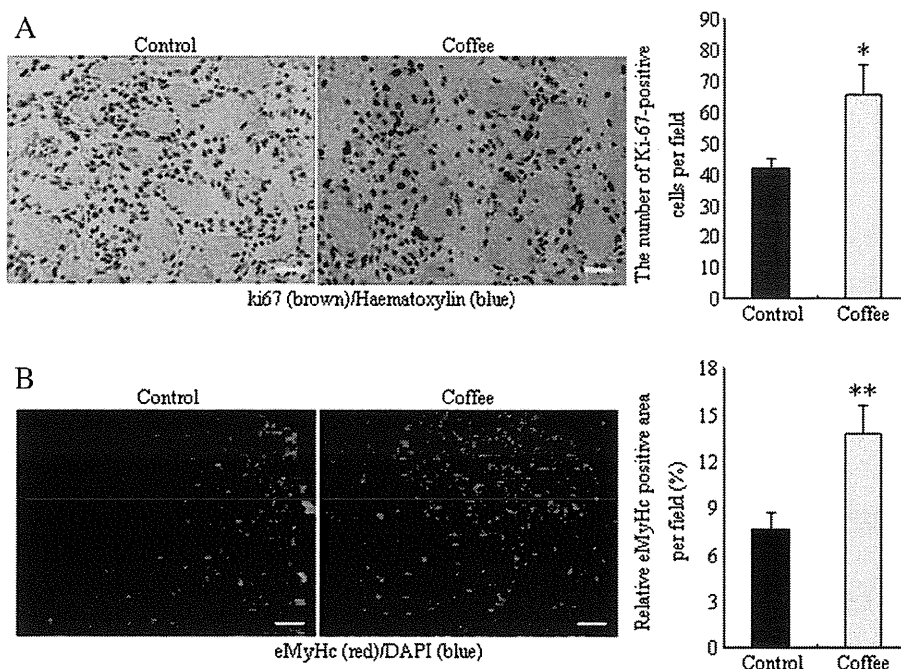 A
Control
Coffee
ki67 (brown)/Haematoxylin (blue)
The number of Ki-67-positive
cells per field
90
80
70
60
50
40
30
20
10
0
*
Control
Coffee
B
Control
Coffee
eMyHc (red)/DAPI (blue)
Relative eMyHc positive area
per field (%)
18
15
12
9
6
3
0
**
Control
Coffee